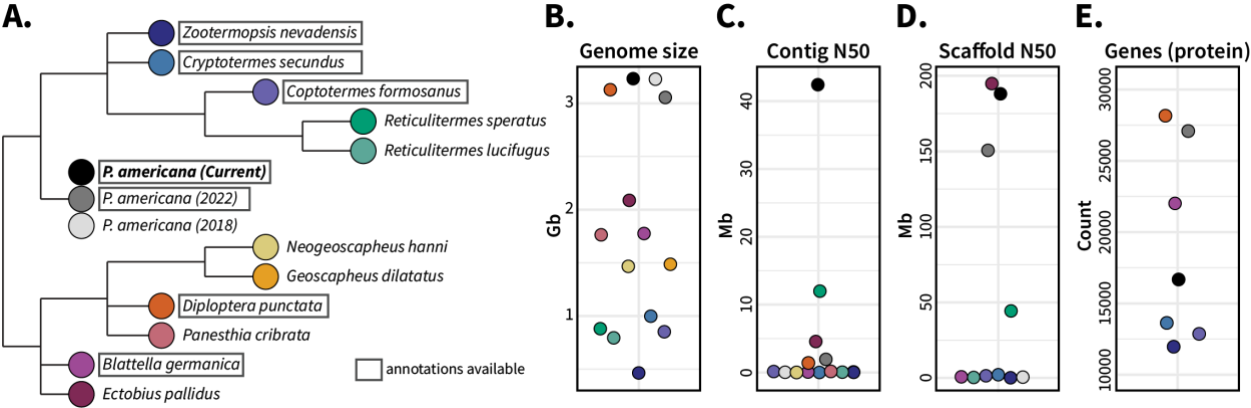 A.
Zootermopsis nevadensis
Cryptotermes secundus
Coptotermes formosanus
Reticulitermes speratus
Reticulitermes lucifugus
P. americana (Current)
P. americana (2022)
P. americana (2018)
Neogeoscapheus hanni
Geoscapheus dilatatus
Diploptera punctata
Panesthia cribrata
Blattella germanica
Ectobius pallidus
annotations available
B.
Genome size
Gb
3
2
1
C.
Contig N50
Mb
40
30
20
10
0
D.
Scaffold N50
Mb
200
150
100
50
0
E.
Genes (protein)
Count
30000
25000
20000
15000
10000